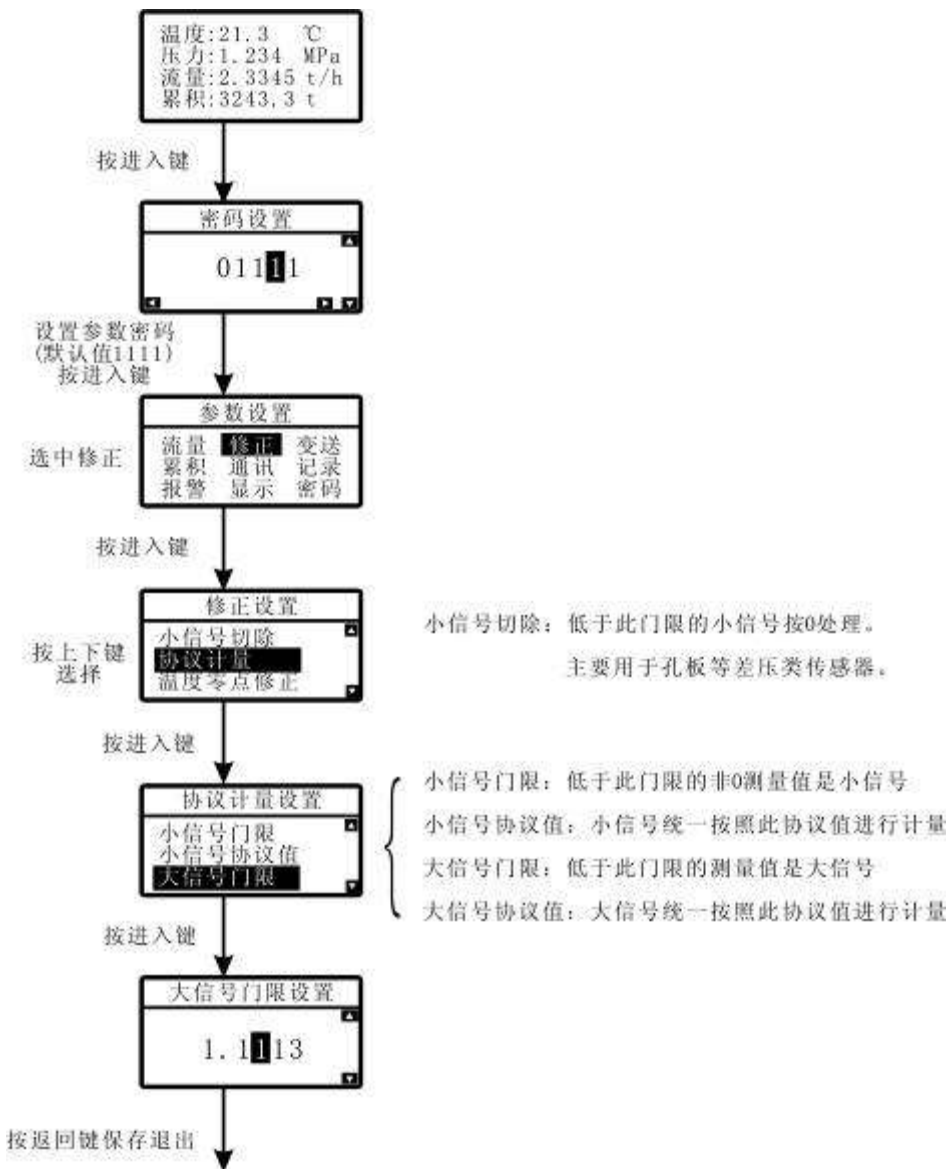 温度:21.3 ℃
压力:1.234 MPa
流量:2.3345 t/h
累积:3243.3 t
按进入键
密码设置
01111
设置参数密码
(默认值1111)
按进入键
参数设置
选中修正
流量 修正 变送
累积 通讯 记录
报警 显示 密码
按进入键
修正设置
按上下键
选择
小信号切除
协议计量
温度零点修正
小信号切除：低于此门限的小信号按0处理。
主要用于孔板等差压类传感器。
按进入键
协议计量设置
小信号门限
小信号协议值
大信号门限
小信号门限：低于此门限的非0测量值是小信号
小信号协议值：小信号统一按照此协议值进行计量
大信号门限：低于此门限的测量值是大信号
大信号协议值：大信号统一按照此协议值进行计量
按进入键
大信号门限设置
1.1113
按返回键保存退出